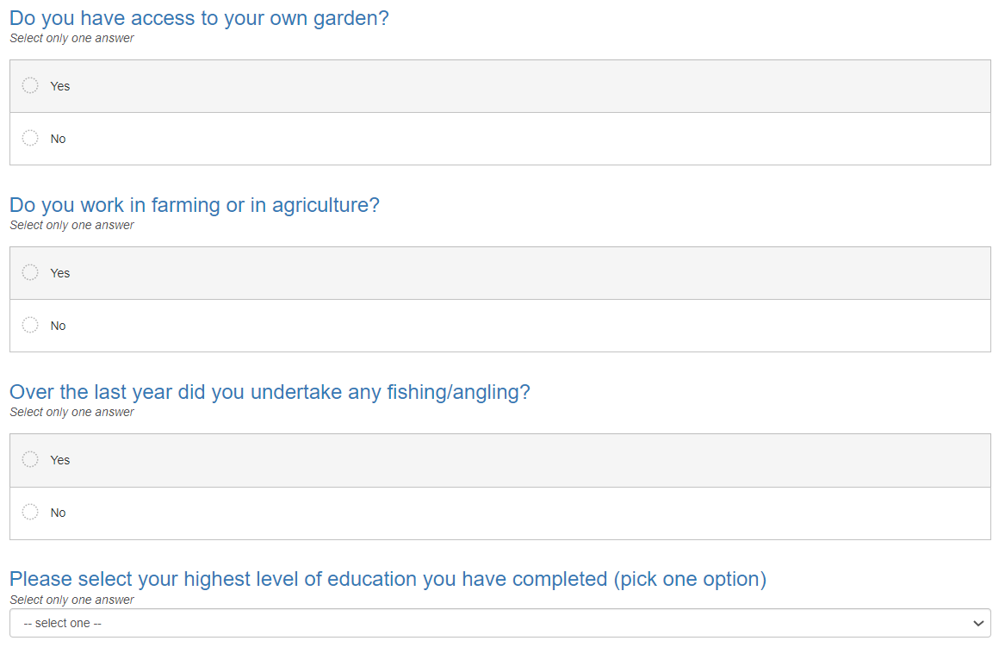 Do you have access to your own garden?
Select only one answer
Yes
No
Do you work in farming or in agriculture?
Select only one answer
Yes
No
Over the last year did you undertake any fishing/angling?
Select only one answer
Yes
No
Please select your highest level of education you have completed (pick one option)
Select only one answer
-- select one --